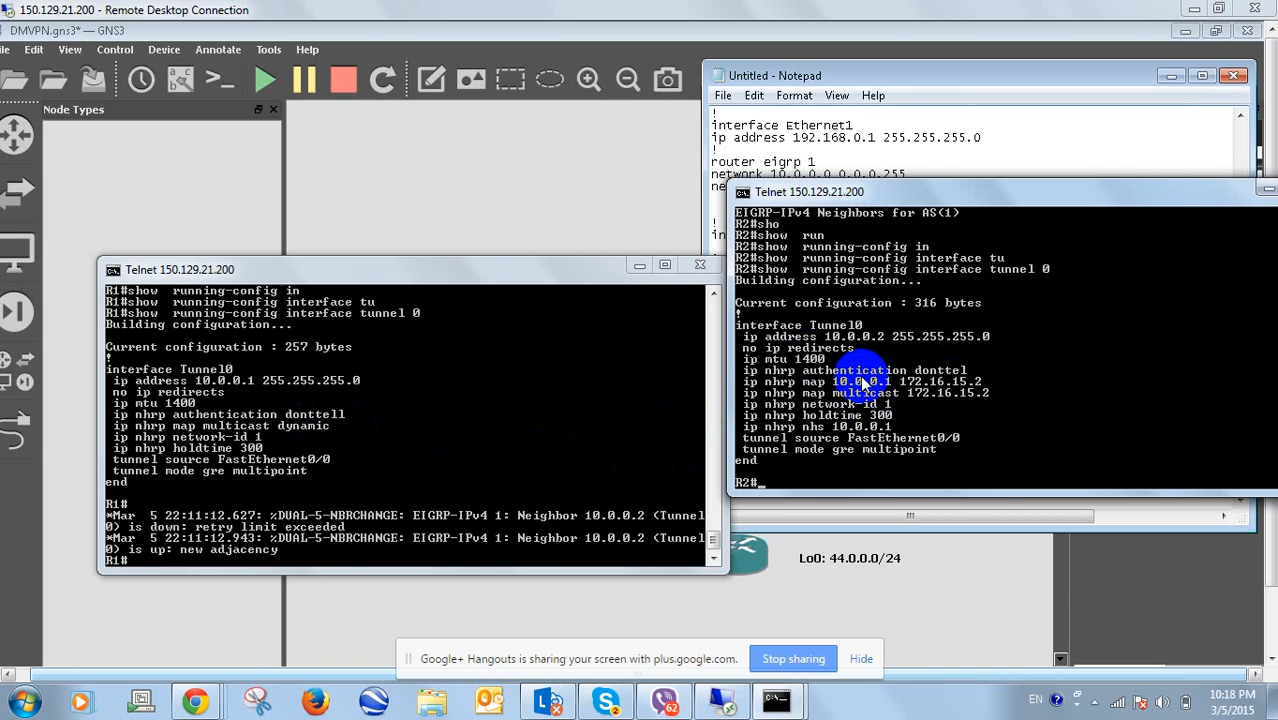 150.129.21.200 - Remote Desktop Connection
DMVPN.gns3* — GNS3
ile Edit View Control Device Annotate Tools Help
Node Types
Untitled - Notepad
File Edit Format View Help
!
interface Ethernet1
ip address 192.168.0.1 255.255.255.0
!
router eigrp 1
network 10.0.0.0 0.0.0.255
ne
!
in
Telnet 150.129.21.200
EIGRP-IPv4 Neighbors for AS(1)
R2#sho
R2#show run
R2#show running-config in
R2#show running-config interface tu
R2#show running-config interface tunnel 0
Building configuration...
Current configuration : 316 bytes
!
interface Tunnel0
ip address 10.0.0.2 255.255.255.0
no ip redirects
ip mtu 1400
ip nhrp authentication donttel
ip nhrp map 10.0.0.1 172.16.15.2
ip nhrp map multicast 172.16.15.2
ip nhrp network-id 1
ip nhrp holdtime 300
ip nhrp nhs 10.0.0.1
tunnel source FastEthernet0/0
tunnel mode gre multipoint
end
R2#_
Telnet 150.129.21.200
R1#show running-config in
R1#show running-config interface tu
R1#show running-config interface tunnel 0
Building configuration...
Current configuration : 257 bytes
!
interface Tunnel0
ip address 10.0.0.1 255.255.255.0
no ip redirects
ip mtu 1400
ip nhrp authentication donttell
ip nhrp map multicast dynamic
ip nhrp network-id 1
ip nhrp holdtime 300
tunnel source FastEthernet0/0
tunnel mode gre multipoint
end
R1#
*Mar 5 22:11:12.627: %DUAL-5-NBRCHANGE: EIGRP-IPv4 1: Neighbor 10.0.0.2 (Tunnel
0) is down: retry limit exceeded
*Mar 5 22:11:12.943: %DUAL-5-NBRCHANGE: EIGRP-IPv4 1: Neighbor 10.0.0.2 (Tunnel
0) is up: new adjacency
R1#
Lo0: 44.0.0.0/24
Google+ Hangouts is sharing your screen with plus.google.com. Stop sharing Hide
62
2
EN
10:18 PM
3/5/2015